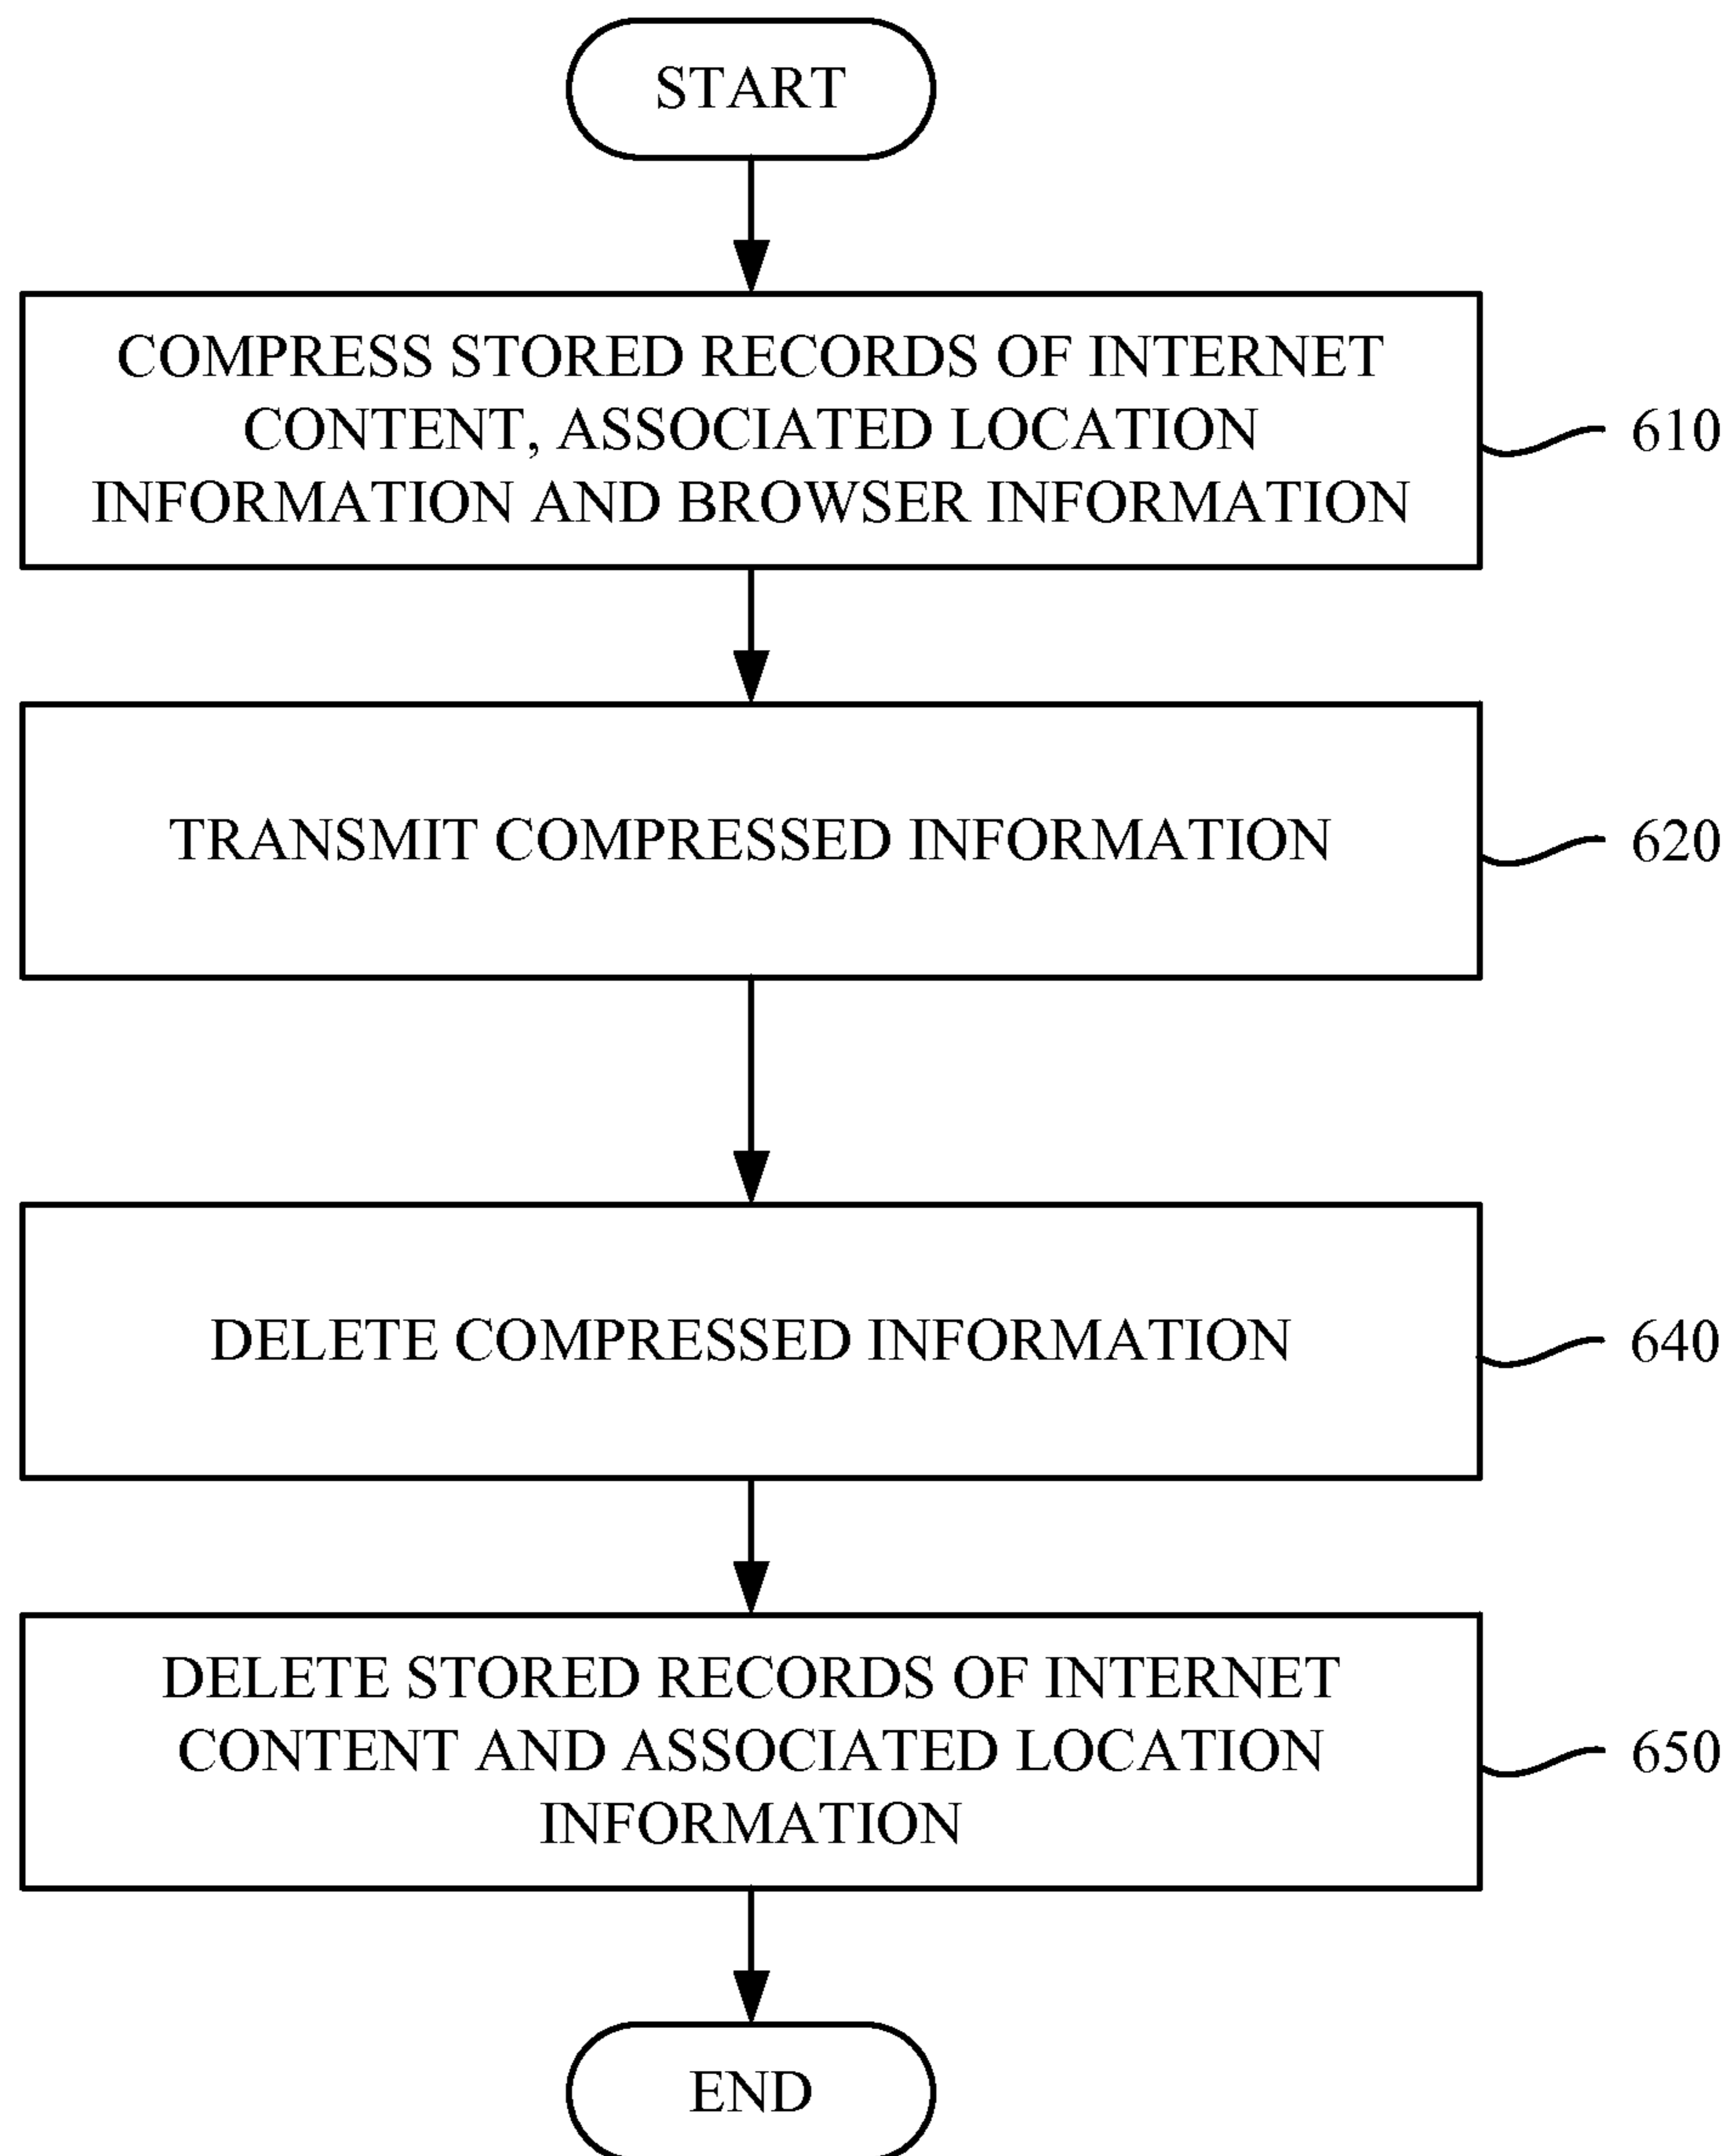 START
COMPRESS STORED RECORDS OF INTERNET
CONTENT, ASSOCIATED LOCATION
INFORMATION AND BROWSER INFORMATION
610
TRANSMIT COMPRESSED INFORMATION
620
DELETE COMPRESSED INFORMATION
640
DELETE STORED RECORDS OF INTERNET
CONTENT AND ASSOCIATED LOCATION
INFORMATION
650
END